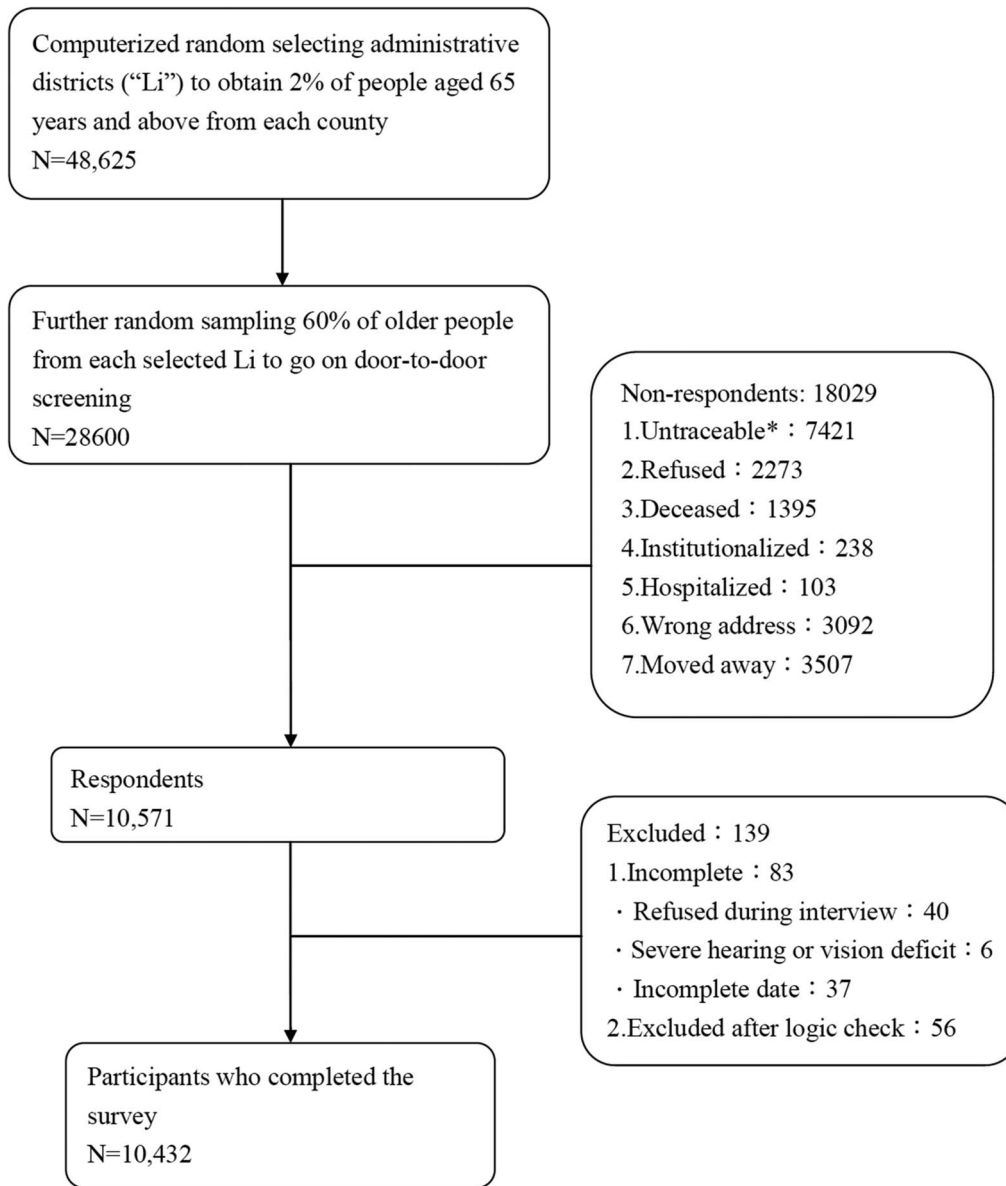 Computerized random selecting administrative
districts (“Li”) to obtain 2% of people aged 65
years and above from each county
N=48,625
Further random sampling 60% of older people
from each selected Li to go on door-to-door
screening
N=28600
Non-respondents: 18029
1.Untraceable*：7421
2.Refused：2273
3.Deceased：1395
4.Institutionalized：238
5.Hospitalized：103
6.Wrong address：3092
7.Moved away：3507
Respondents
N=10,571
Excluded：139
1.Incomplete：83
．Refused during interview：40
．Severe hearing or vision deficit：6
．Incomplete date：37
2.Excluded after logic check：56
Participants who completed the
survey
N=10,432